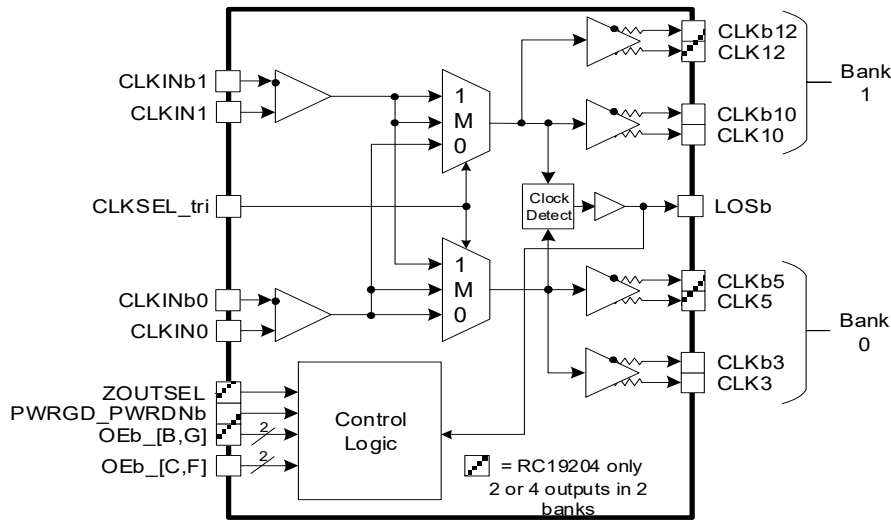 CLKb12
CLK12
Bank
1
CLKINb1
CLKIN1
1
M
0
CLKb10
CLK10
CLKSEL_tri
Clock
Detect
LOSb
1
M
0
CLKb5
CLK5
CLKINb0
CLKIN0
Bank
0
CLKb3
CLK3
ZOUTSEL
PWRGD_PWRDNb
OEb_[B,G]
2
OEb_[C,F]
2
Control
Logic
= RC19204 only
2 or 4 outputs in 2
banks